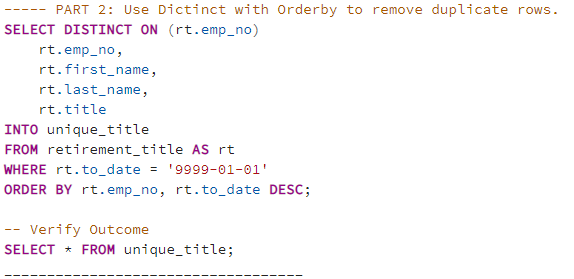 ----- PART 2: Use Dictinct with Orderby to remove duplicate rows.
SELECT DISTINCT ON (rt.emp_no)
    rt.emp_no,
    rt.first_name,
    rt.last_name,
    rt.title
INTO unique_title
FROM retirement_title AS rt
WHERE rt.to_date = '9999-01-01'
ORDER BY rt.emp_no, rt.to_date DESC;

-- Verify Outcome
SELECT * FROM unique_title;
-----------------------------------